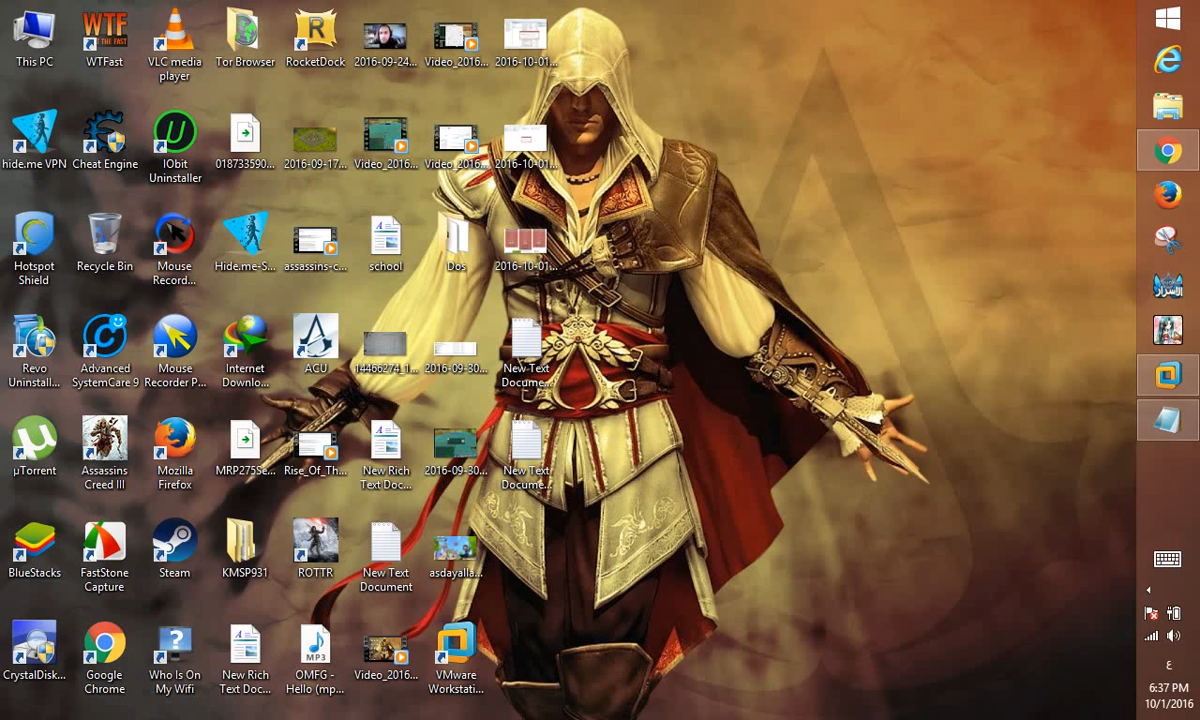 This PC
WTFast
VLC media
player
Tor Browser
RocketDock
2016-09-24...
Video_2016...
2016-10-01...
hide.me VPN
Cheat Engine
IObit
Uninstaller
018733590...
2016-09-17...
Video_2016...
Video_2016...
2016-10-01...
Hotspot
Shield
Recycle Bin
Mouse
Record...
Hide.me-S...
assassins-c...
school
Dos
2016-10-01...
Revo
Uninstall...
Advanced
SystemCare 9
Mouse
Recorder P...
Internet
Downlo...
ACU
14466274_1...
2016-09-30...
New Text
Docume...
µTorrent
Assassins
Creed III
Mozilla
Firefox
MRP275Se...
Rise_Of_Th...
New Rich
Text Doc...
2016-09-30...
New Text
Docume...
BlueStacks
FastStone
Capture
Steam
KMSP931
ROTTR
New Text
Document
asdayalla...
CrystalDisk...
Google
Chrome
Who Is On
My Wifi
New Rich
Text Doc...
OMFG -
Hello (mp...
Video_2016...
VMware
Workstati...
WTF
MP3
الأسرار
ع
6:37 PM
10/1/2016